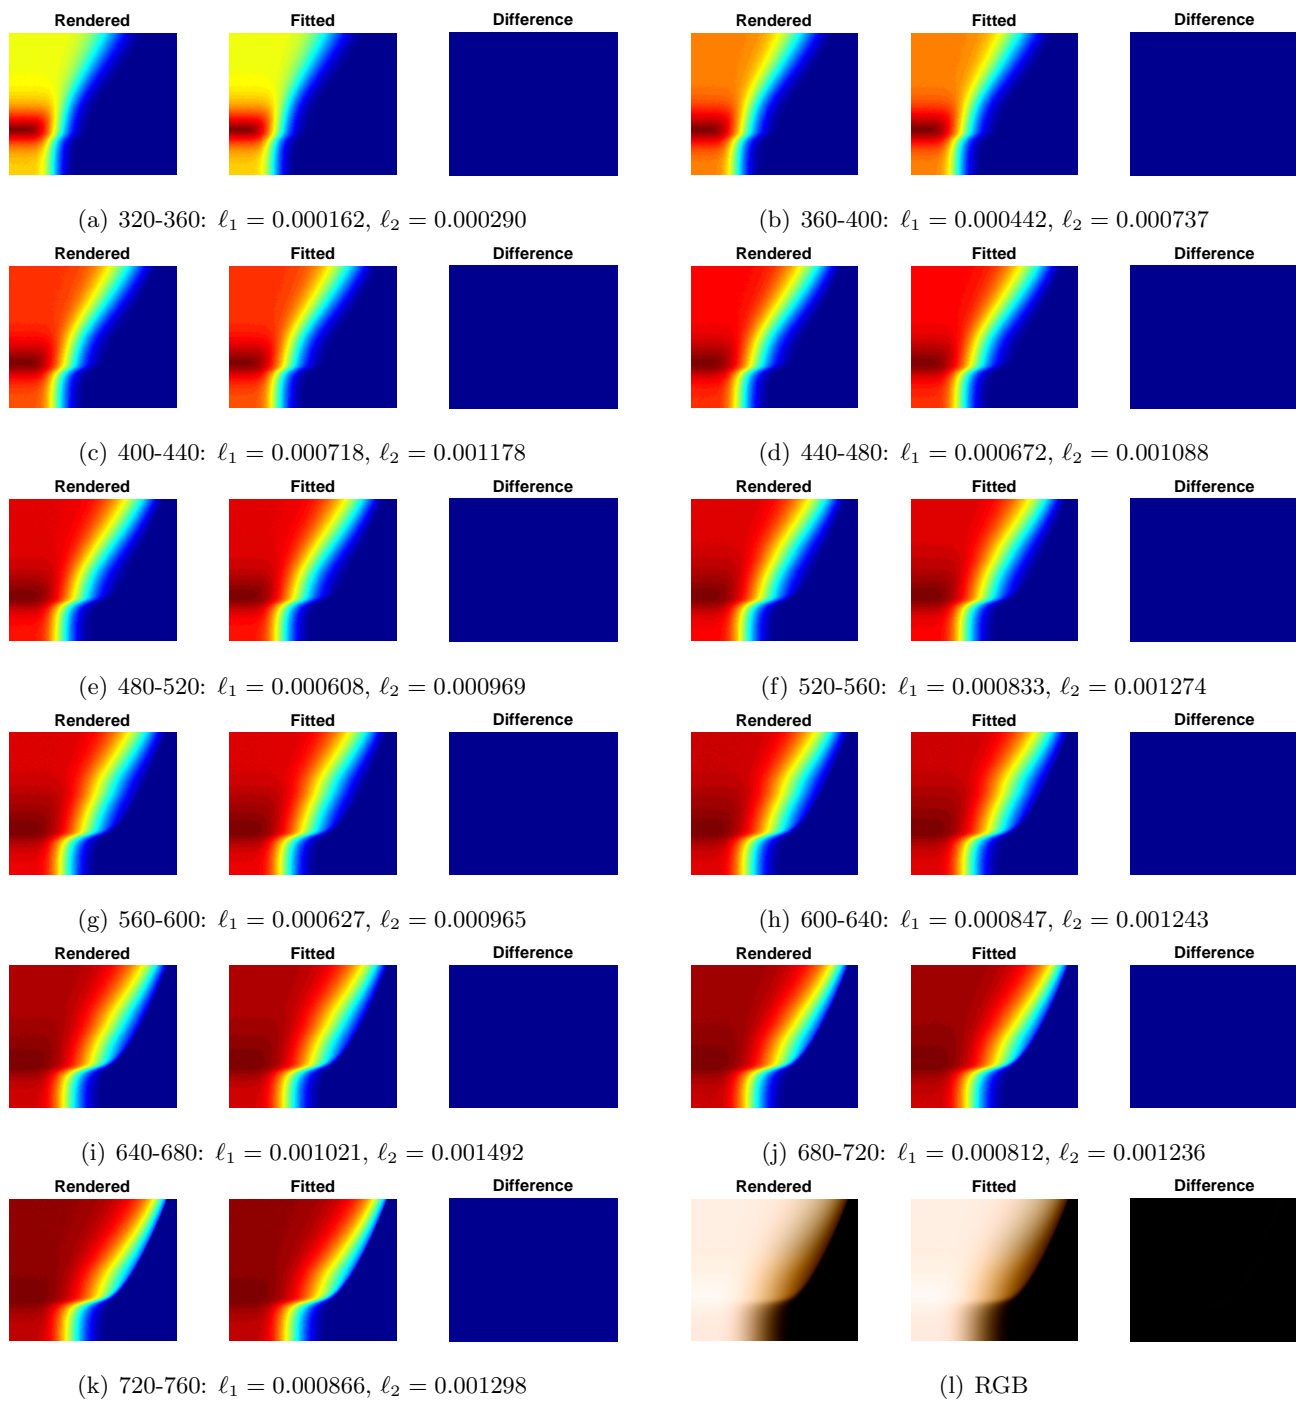 Rendered Fitted Difference Rendered Fitted Difference
(a) 320-360: ℓ1 = 0.000162, ℓ2 = 0.000290 (b) 360-400: ℓ1 = 0.000442, ℓ2 = 0.000737
Rendered Fitted Difference Rendered Fitted Difference
(c) 400-440: ℓ1 = 0.000718, ℓ2 = 0.001178 (d) 440-480: ℓ1 = 0.000672, ℓ2 = 0.001088
Rendered Fitted Difference Rendered Fitted Difference
(e) 480-520: ℓ1 = 0.000608, ℓ2 = 0.000969 (f) 520-560: ℓ1 = 0.000833, ℓ2 = 0.001274
Rendered Fitted Difference Rendered Fitted Difference
(g) 560-600: ℓ1 = 0.000627, ℓ2 = 0.000965 (h) 600-640: ℓ1 = 0.000847, ℓ2 = 0.001243
Rendered Fitted Difference Rendered Fitted Difference
(i) 640-680: ℓ1 = 0.001021, ℓ2 = 0.001492 (j) 680-720: ℓ1 = 0.000812, ℓ2 = 0.001236
Rendered Fitted Difference Rendered Fitted Difference
(k) 720-760: ℓ1 = 0.000866, ℓ2 = 0.001298 (l) RGB